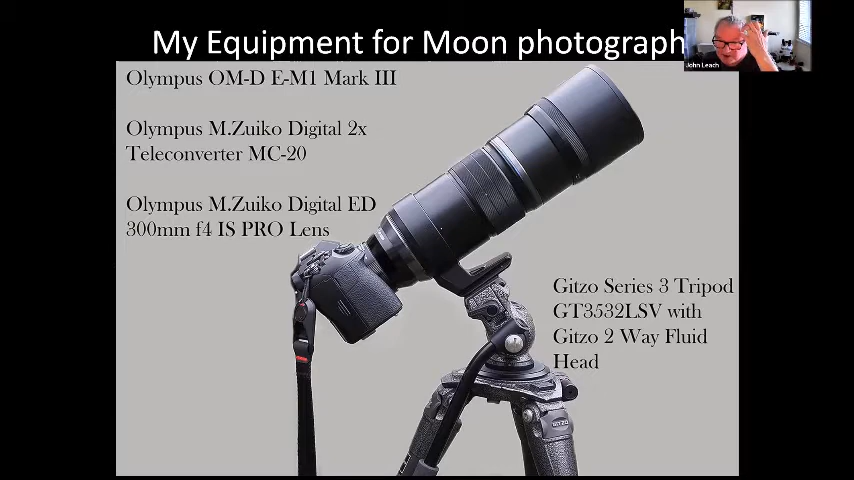 My Equipment for Moon photograph
John Leach
Olympus OM-D E-M1 Mark III
Olympus M.Zuiko Digital 2x
Teleconverter MC-20
Olympus M.Zuiko Digital ED
300mm f4 IS PRO Lens
Gitzo Series 3 Tripod
GT3532LSV with
Gitzo 2 Way Fluid
Head
GITZO